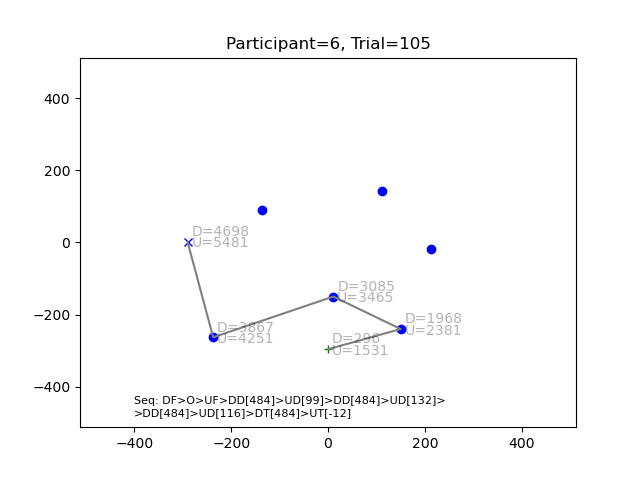 Participant=6, Trial=105
400
200
0
−200
−400
D=4698
U=5481
D=3085
U=3465
D=1968
U=2381
D=3867
U=4251
D=296
U=1531
Seq: DF>O>UF>DD[484]>UD[99]>DD[484]>UD[132]>
>DD[484]>UD[116]>DT[484]>UT[-12]
−400 −200 0 200 400